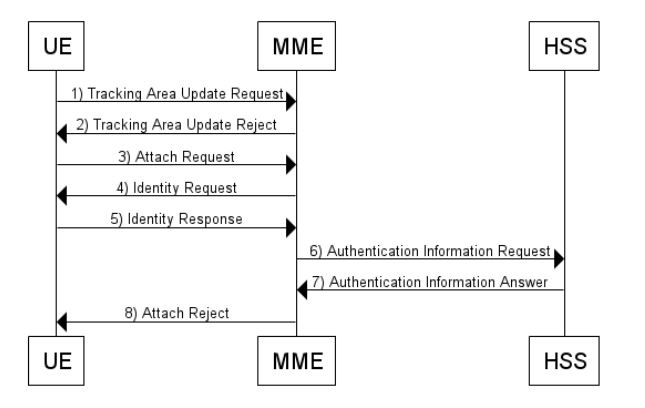 UE MME HSS
1) Tracking Area Update Request
2) Tracking Area Update Reject
3) Attach Request
4) Identity Request
5) Identity Response
6) Authentication Information Request
7) Authentication Information Answer
8) Attach Reject
UE MME HSS